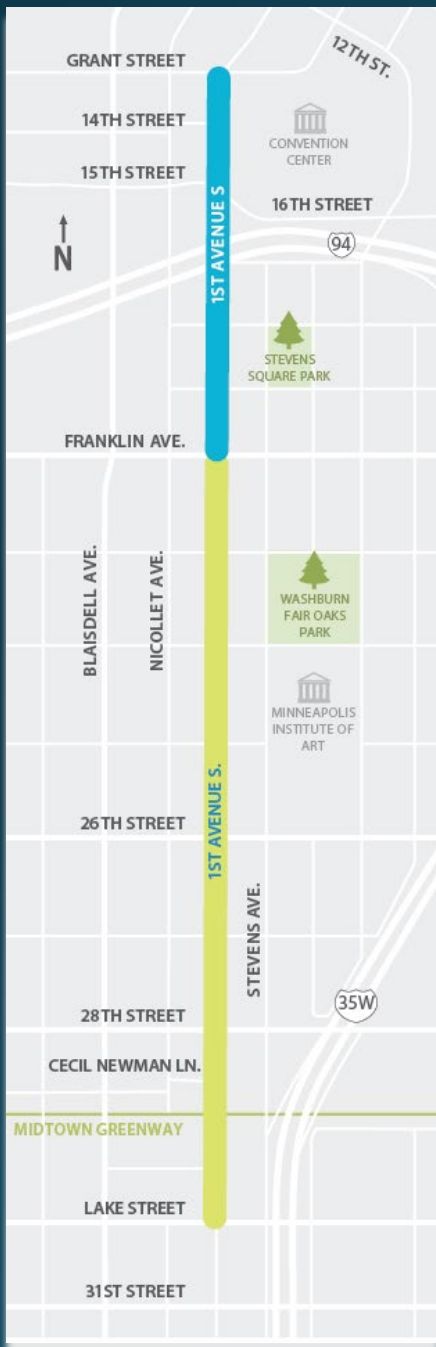 12TH ST.
GRANT STREET
14TH STREET
CONVENTION
CENTER
15TH STREET
1ST AVENUE S
16TH STREET
N
94
STEVENS
SQUARE PARK
FRANKLIN AVE.
BLAISDELL AVE.
NICOLLET AVE.
WASHBURN
FAIR OAKS
PARK
MINNEAPOLIS
INSTITUTE OF
ART
1ST AVENUE S.
26TH STREET
STEVENS AVE.
35W
28TH STREET
CECIL NEWMAN LN.
MIDTOWN GREENWAY
LAKE STREET
31ST STREET